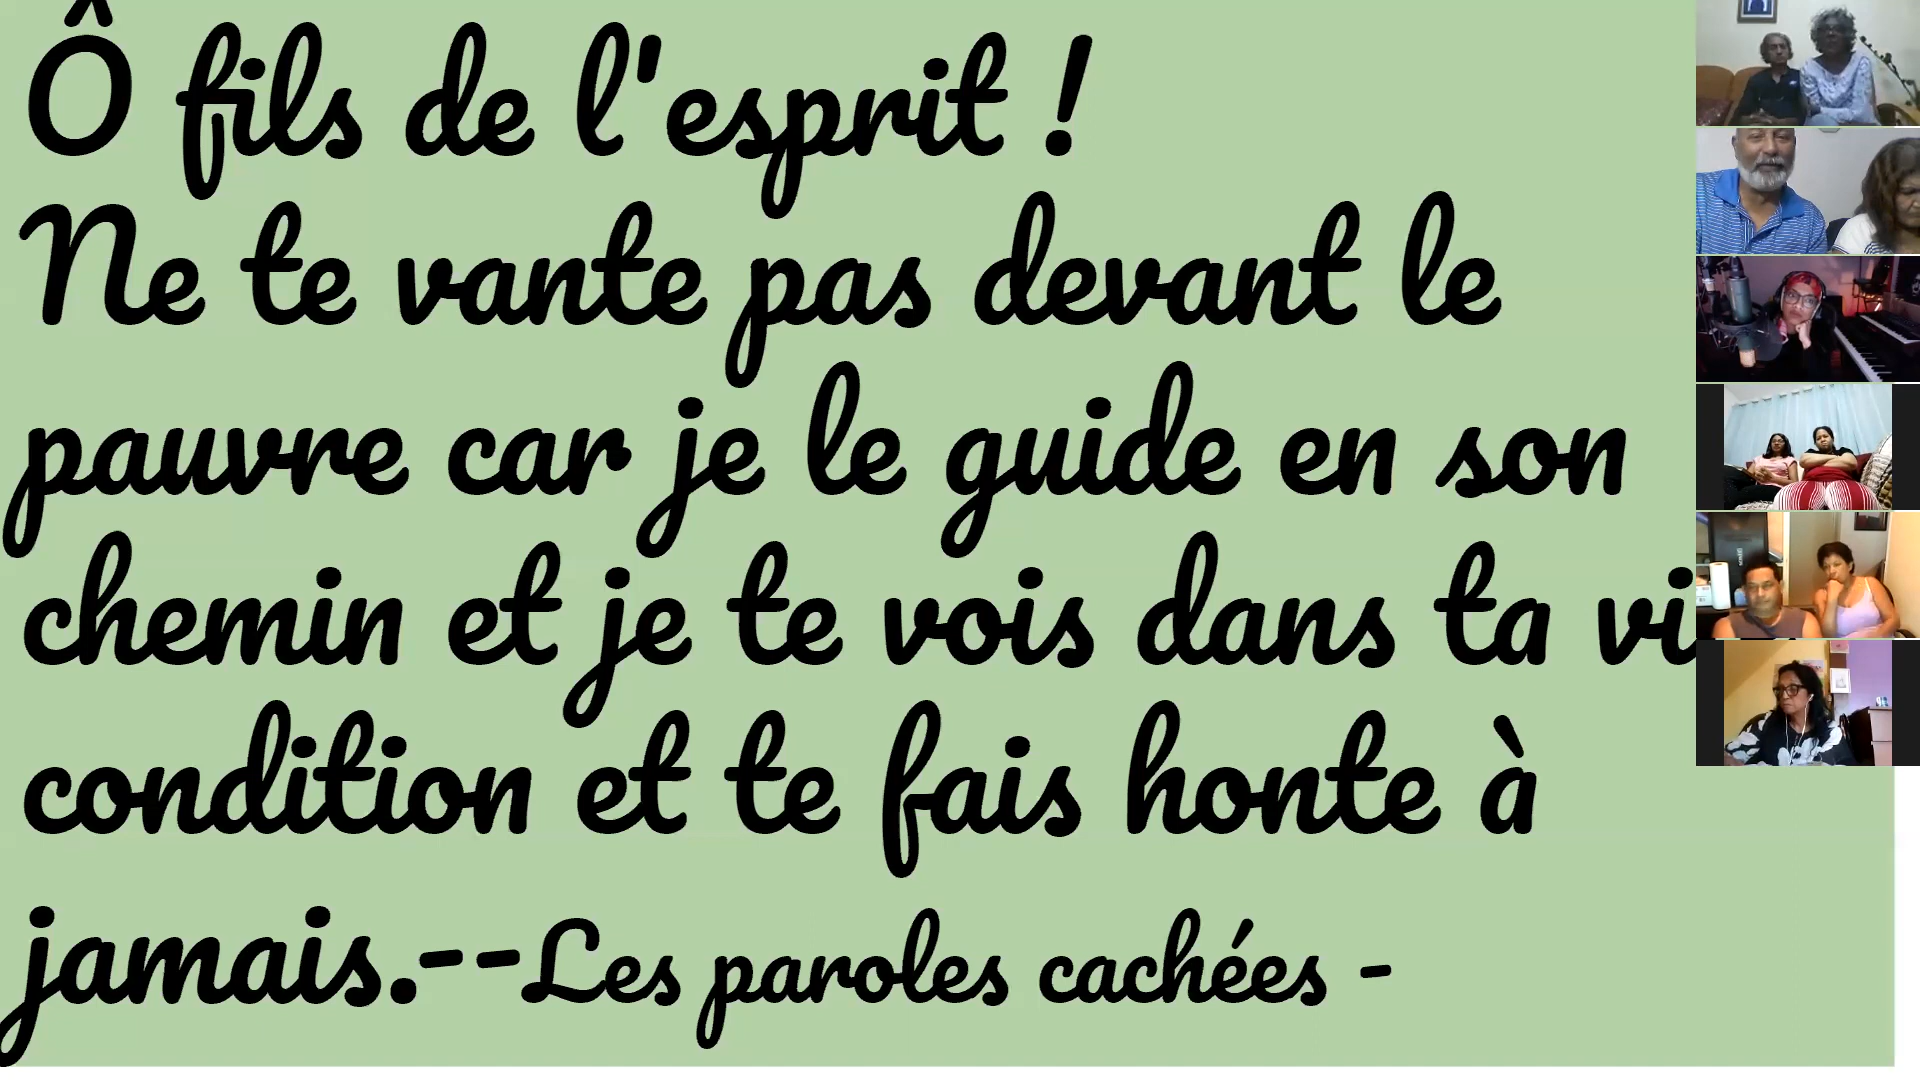 Ô fils de l'esprit !
Ne te vante pas devant le
pauvre car je le guide en son
chemin et je te vois dans ta
condition et te fais honte à
jamais.--Les paroles cachées -